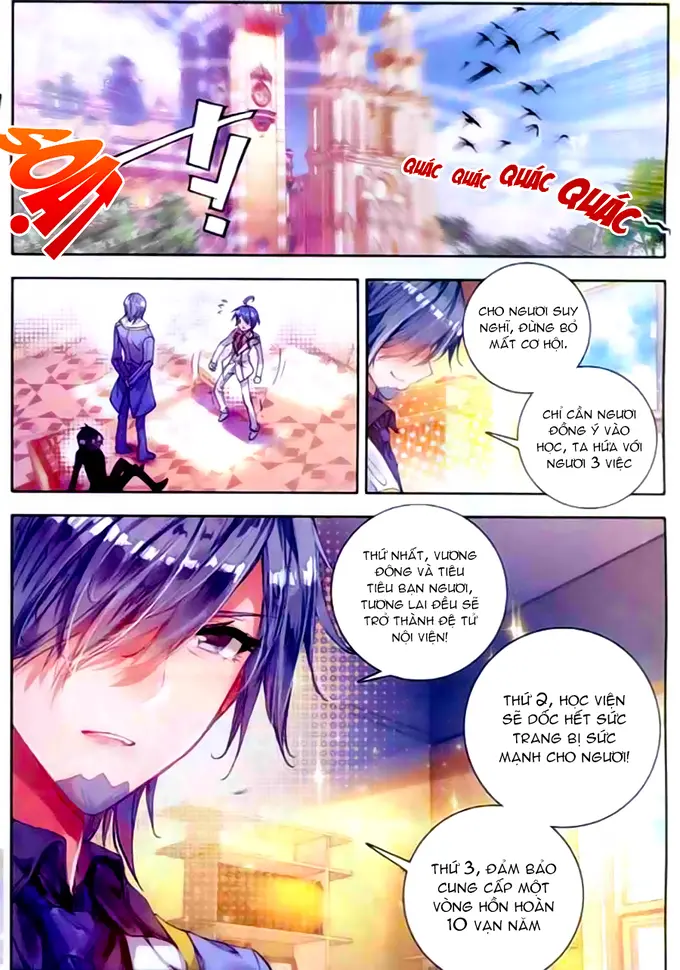 SOẠT
QUÁC QUÁC QUÁC QUÁC
CHO NGƯƠI SUY
NGHĨ, ĐỪNG BỎ
MẤT CƠ HỘI.
CHỈ CẦN NGƯƠI
ĐỒNG Ý VÀO
HỌC, TA HỨA VỚI
NGƯƠI 3 VIỆC
THỨ NHẤT, VƯƠNG
ĐÔNG VÀ TIÊU
TIÊU BẠN NGƯƠI,
TƯƠNG LAI ĐỀU SẼ
TRỞ THÀNH ĐỆ TỬ
NỘI VIỆN!
THỨ 2, HỌC VIỆN
SẼ DỐC HẾT SỨC
TRANG BỊ SỨC
MẠNH CHO NGƯƠI!
THỨ 3, ĐẢM BẢO
CUNG CẤP MỘT
VÒNG HỒN HOÀN
10 VẠN NĂM